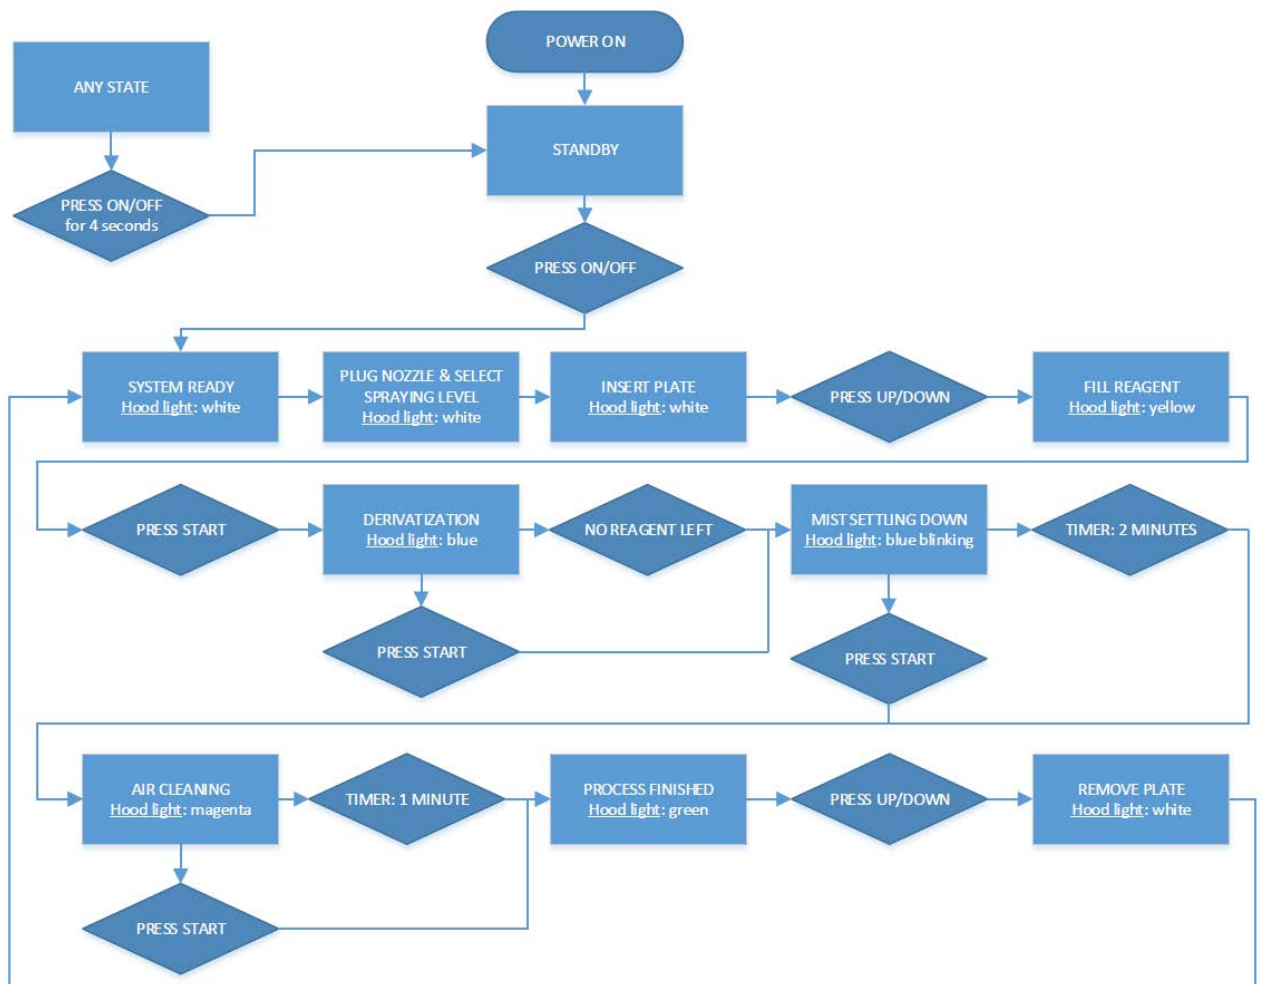 POWER ON
ANY STATE
STANDBY
PRESS ON/OFF
for 4 seconds
PRESS ON/OFF
SYSTEM READY
Hood light: white
PLUG NOZZLE & SELECT
SPRAYING LEVEL
Hood light: white
INSERT PLATE
Hood light: white
PRESS UP/DOWN
FILL REAGENT
Hood light: yellow
PRESS START
DERIVATIZATION
Hood light: blue
NO REAGENT LEFT
MIST SETTLING DOWN
Hood light: blue blinking
TIMER: 2 MINUTES
PRESS START
PRESS START
AIR CLEANING
Hood light: magenta
TIMER: 1 MINUTE
PROCESS FINISHED
Hood light: green
PRESS UP/DOWN
REMOVE PLATE
Hood light: white
PRESS START